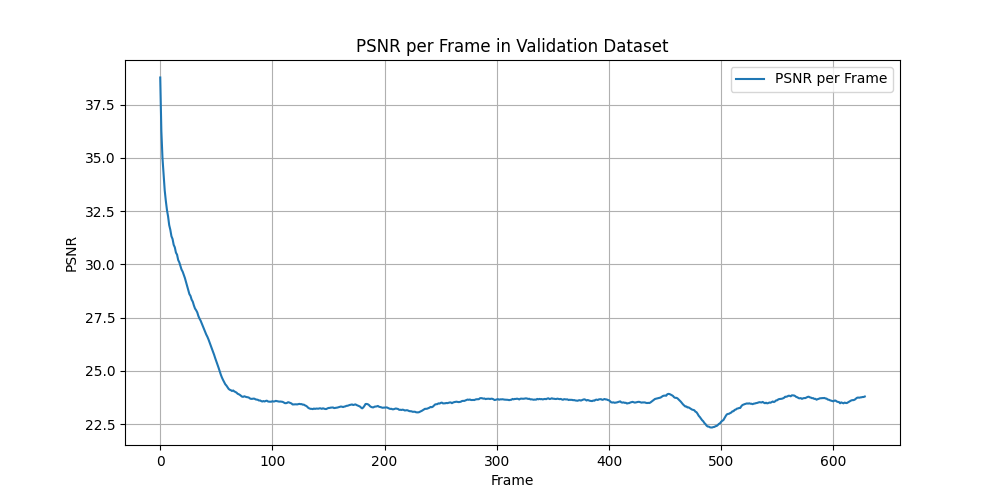 PSNR per Frame in Validation Dataset
PSNR per Frame
37.5
35.0
32.5
30.0
27.5
25.0
22.5
PSNR
0 100 200 300 400 500 600
Frame